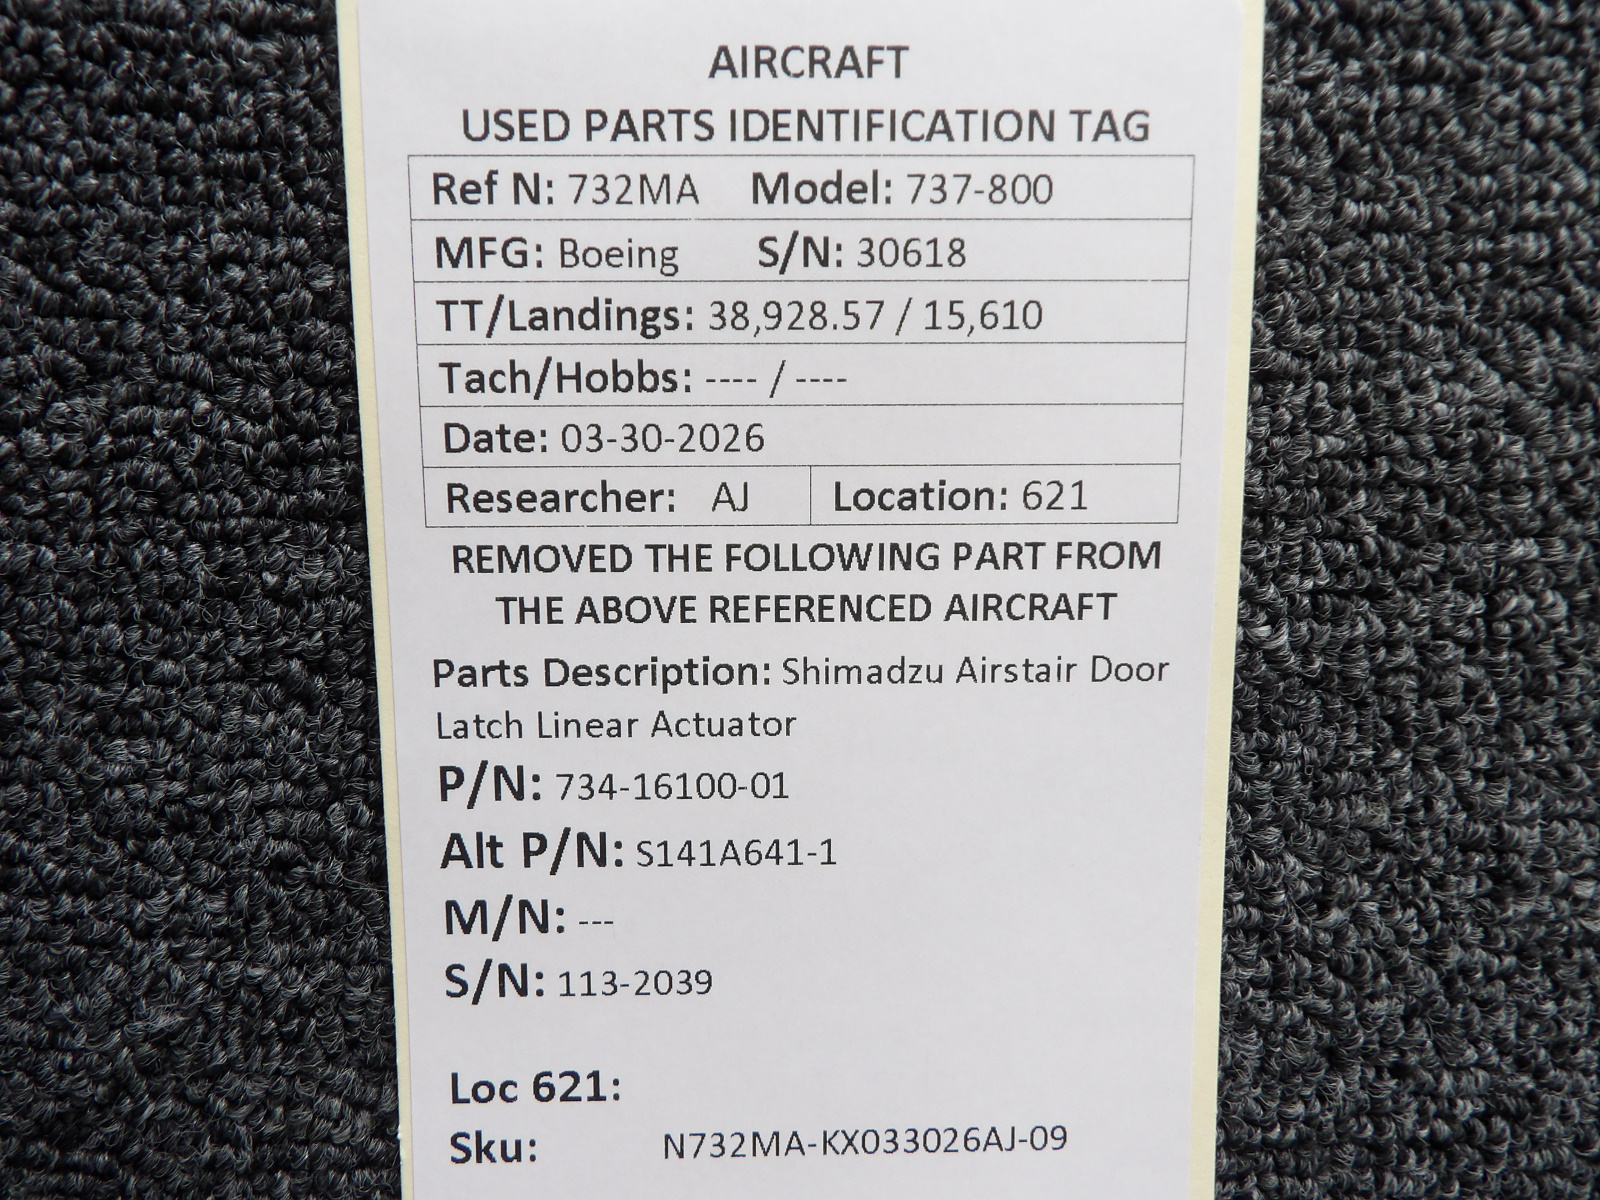 AIRCRAFT
USED PARTS IDENTIFICATION TAG
Ref N: 732MA Model: 737-800
MFG: Boeing S/N: 30618
TT/Landings: 38,928.57 / 15,610
Tach/Hobbs: ---- / ----
Date: 03-30-2026
Researcher: AJ Location: 621
REMOVED THE FOLLOWING PART FROM
THE ABOVE REFERENCED AIRCRAFT
Parts Description: Shimadzu Airstair Door
Latch Linear Actuator
P/N: 734-16100-01
Alt P/N: S141A641-1
M/N: ---
S/N: 113-2039
Loc 621:
Sku: N732MA-KX033026AJ-09